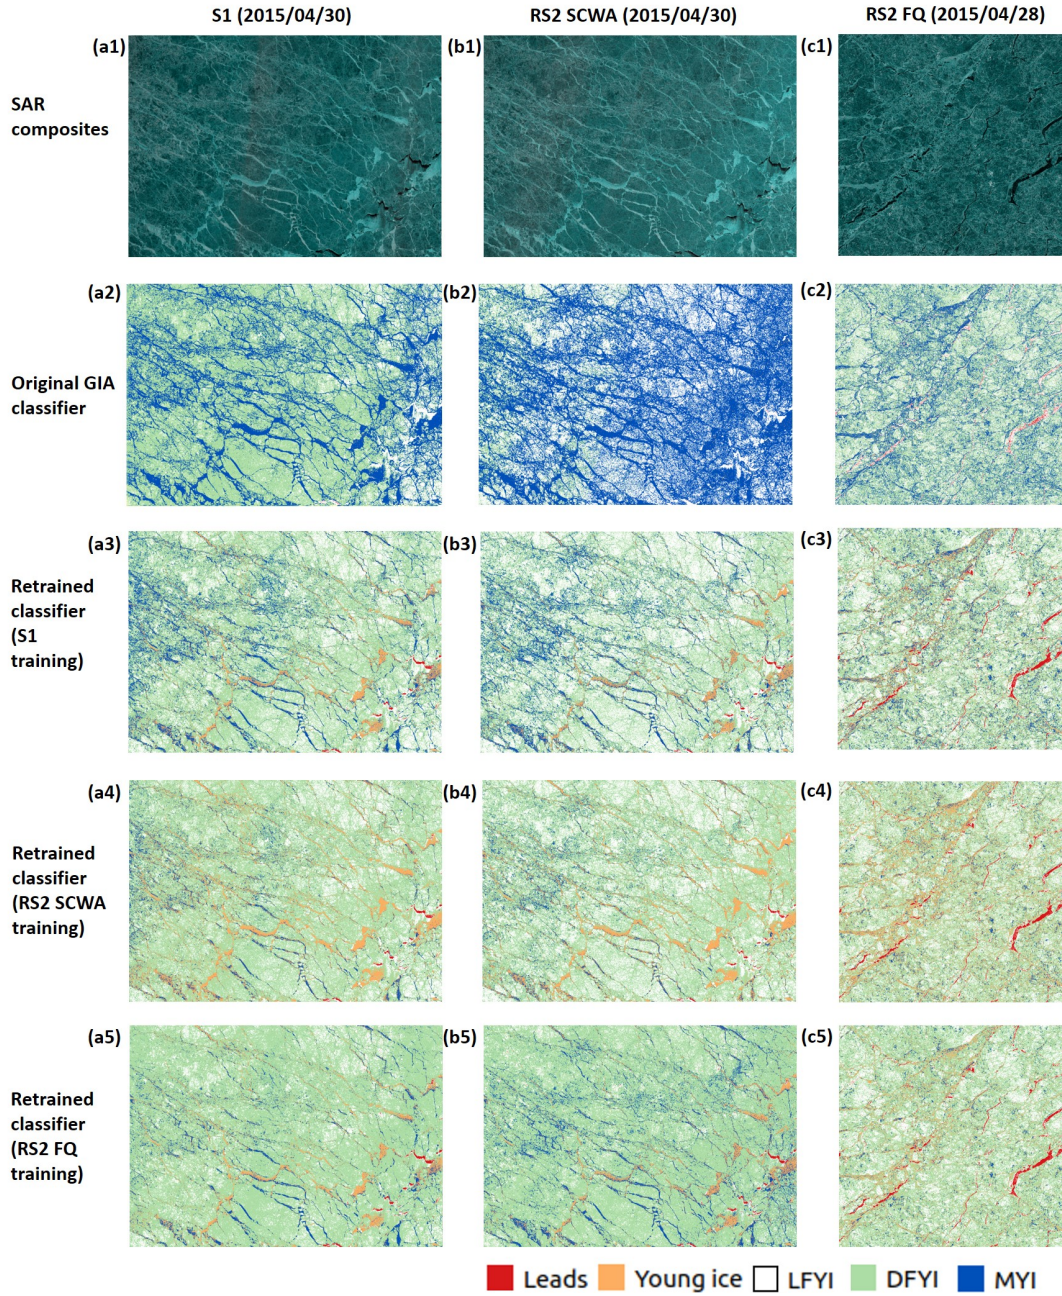 S1 (2015/04/30) RS2 SCWA (2015/04/30) RS2 FQ (2015/04/28)
(a1) (b1) (c1)
SAR
composites
(a2) (b2) (c2)
Original GIA
classifier
(a3) (b3) (c3)
Retrained
classifier
(S1
training)
(a4) (b4) (c4)
Retrained
classifier
(RS2 SCWA
training)
(a5) (b5) (c5)
Retrained
classifier
(RS2 FQ
training)
Leads Young ice LFYI DFYI MYI